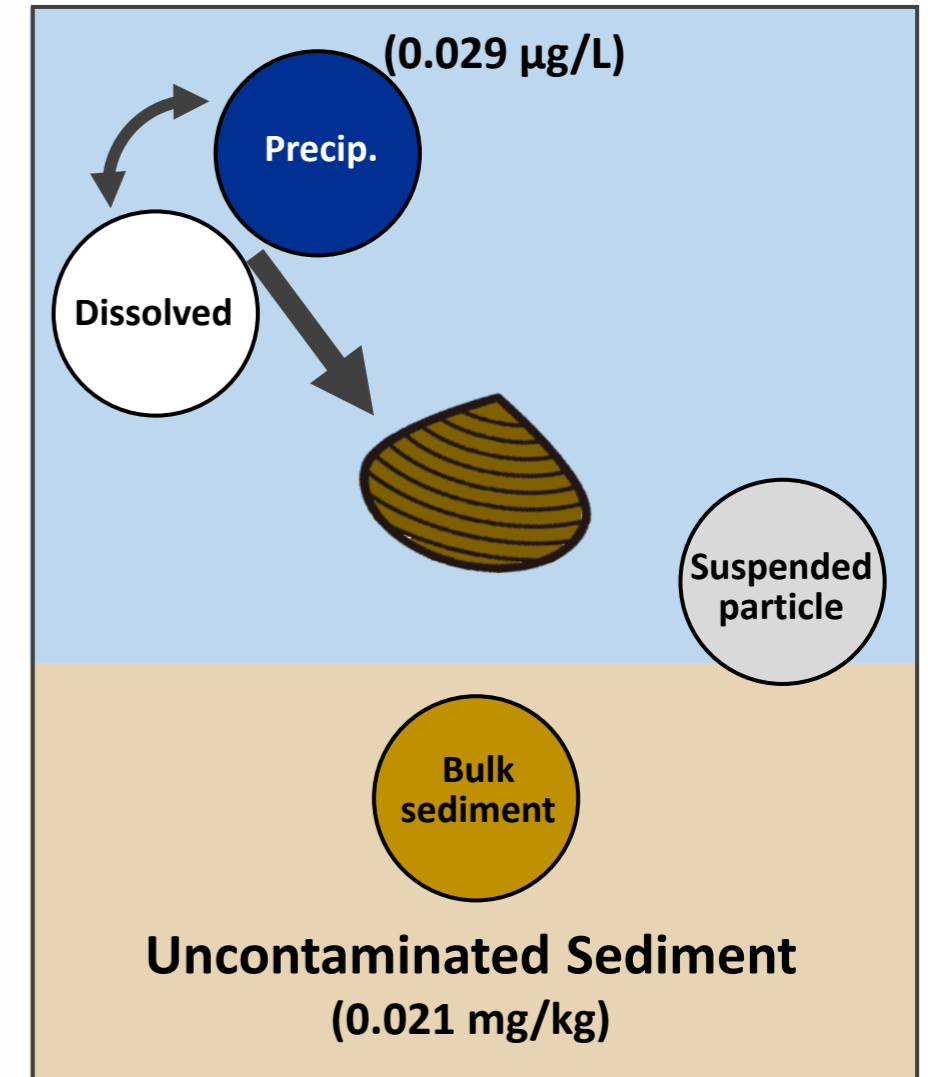 (0.029 µg/L)
Precip.
Dissolved
Suspended
particle
Bulk
sediment
Uncontaminated Sediment
(0.021 mg/kg)